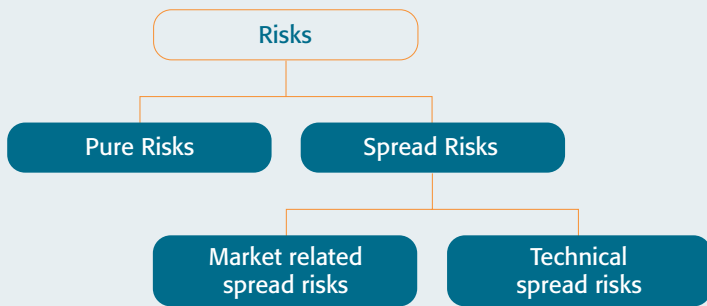 Risks
Pure Risks
Spread Risks
Market related
spread risks
Technical
spread risks